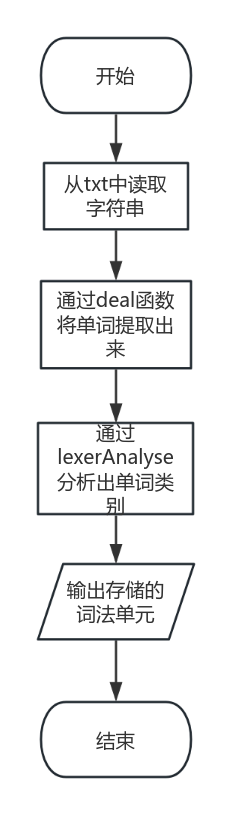 开始
从txt中读取
字符串
通过deal函数
将单词提取出
来
通过
lexerAnalyse
分析出单词类
别
输出存储的
词法单元
结束